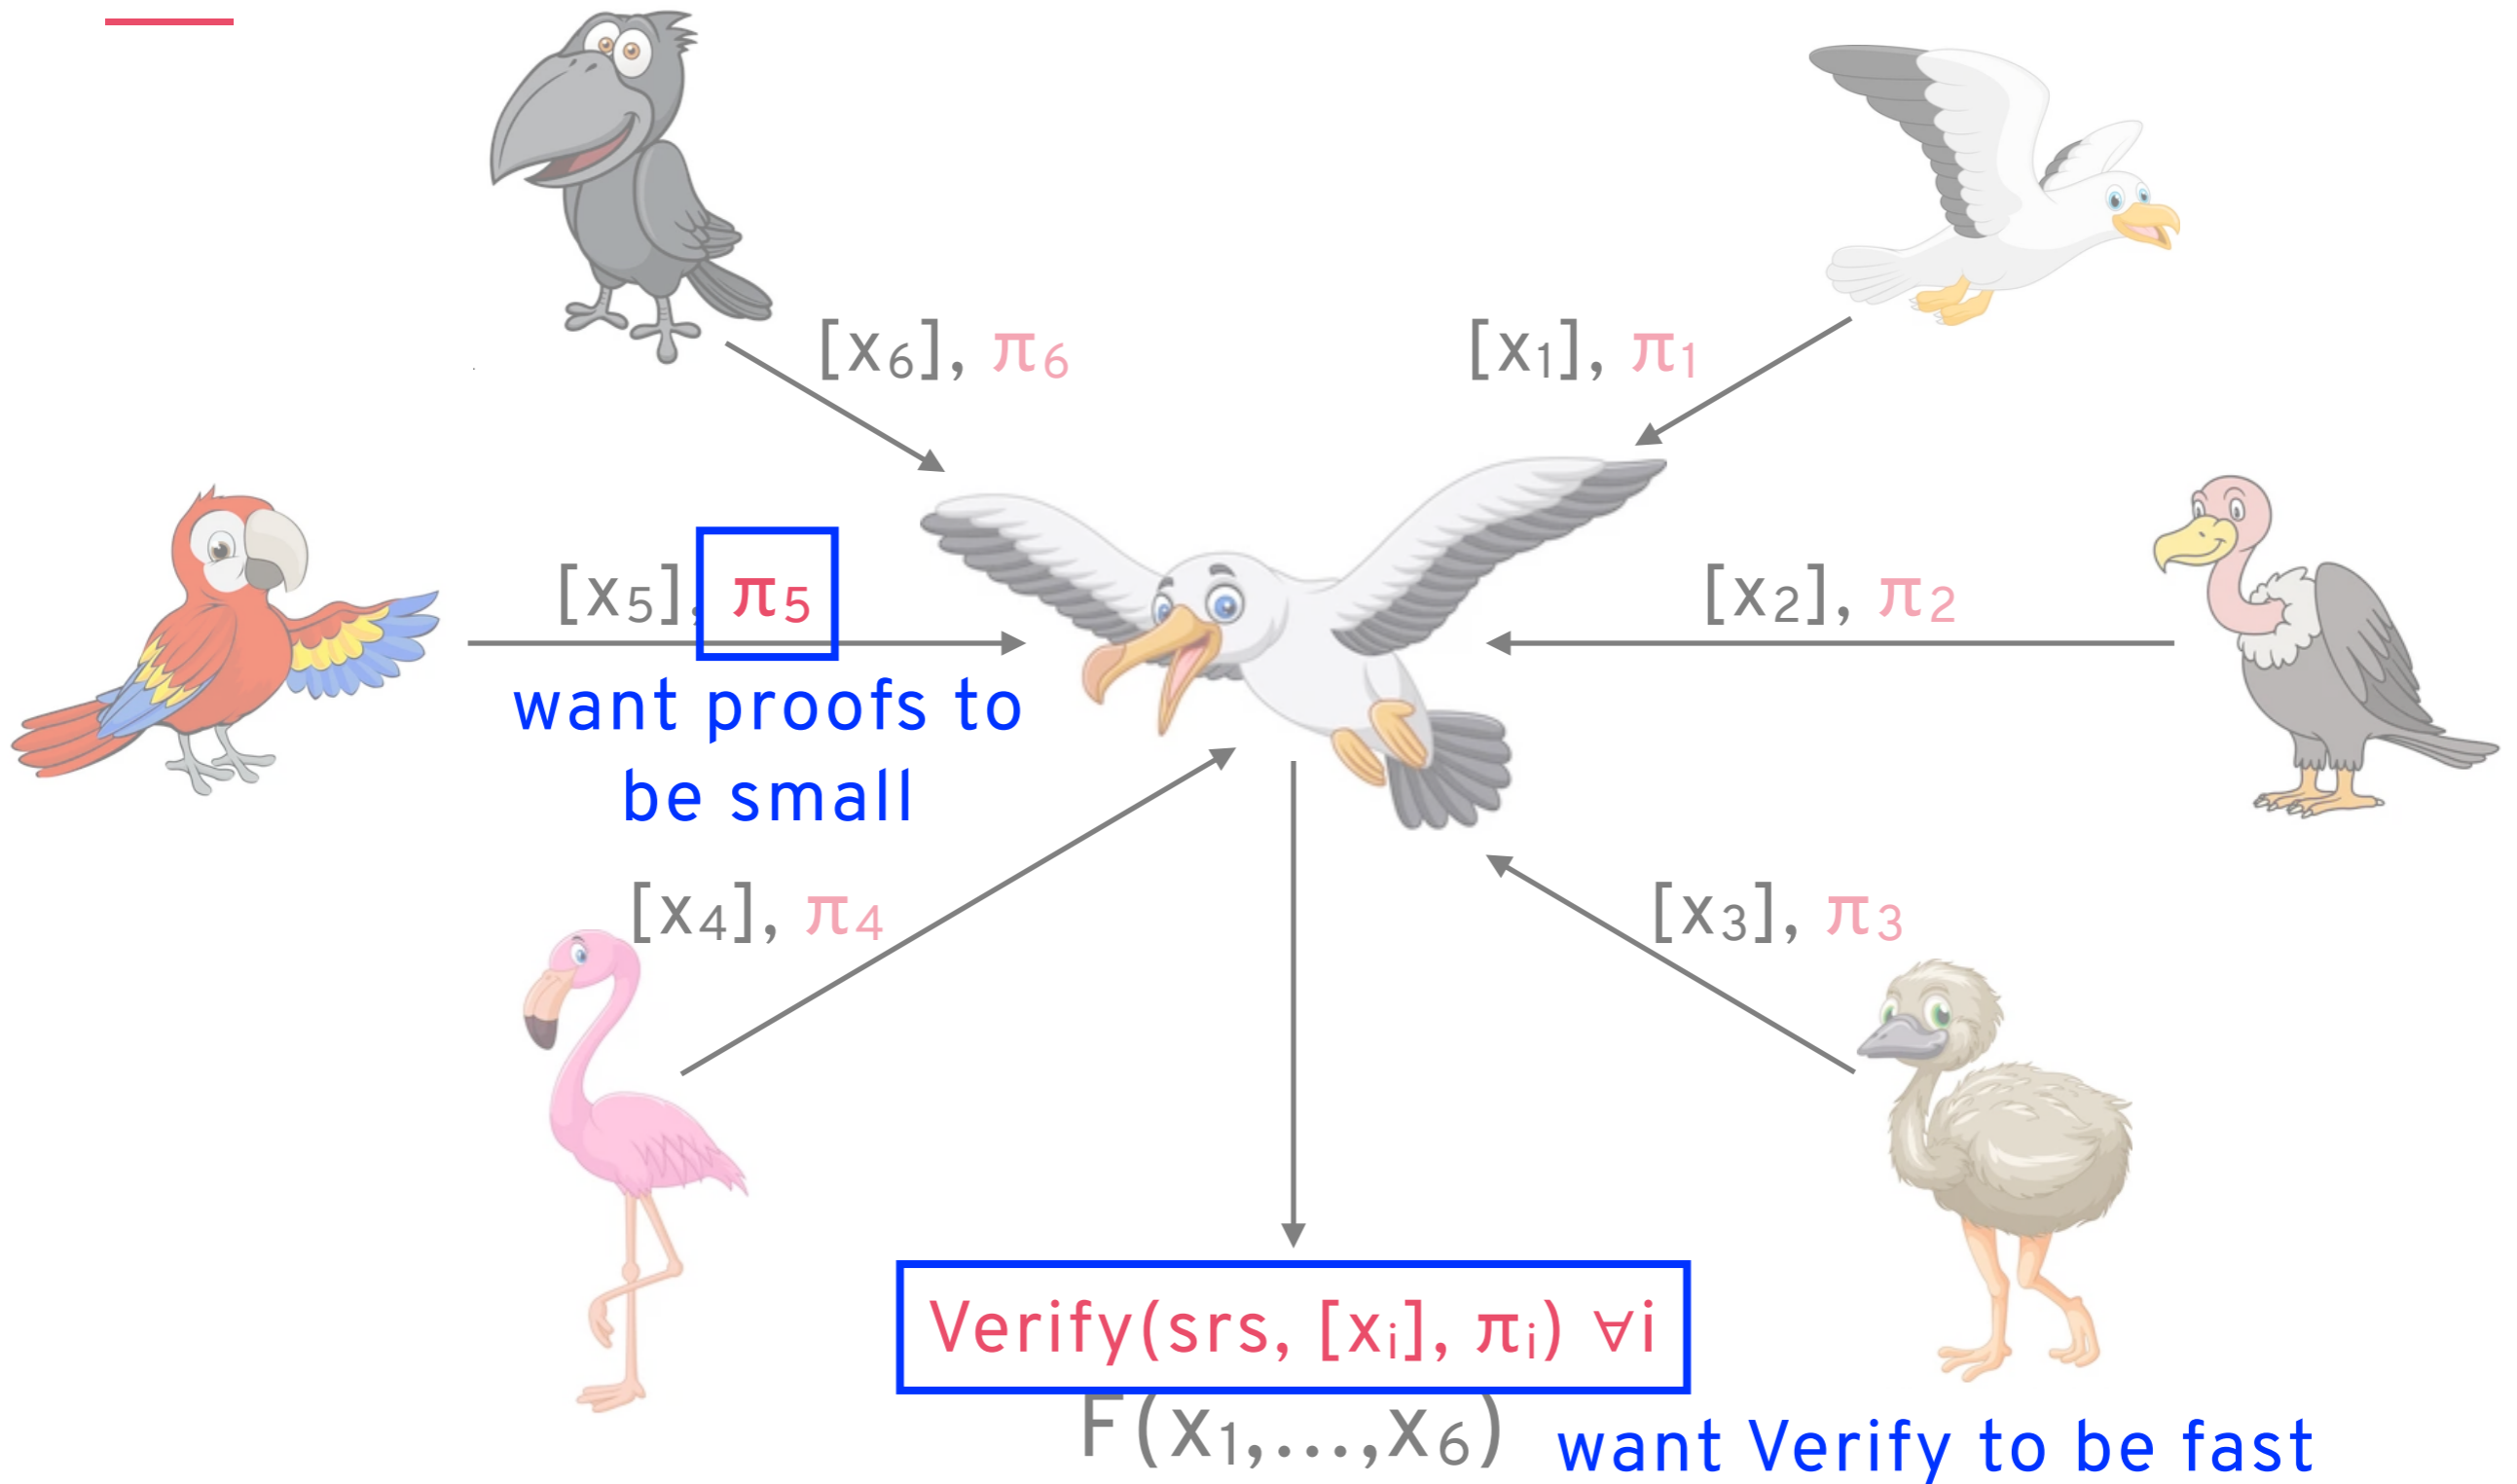 [x₆], π₆
[x₁], π₁
[x₅], π₅
[x₂], π₂
want proofs to
be small
[x₄], π₄
[x₃], π₃
Verify(srs, [xᵢ], πᵢ) ∀i
F(x₁,...,x₆)
want Verify to be fast